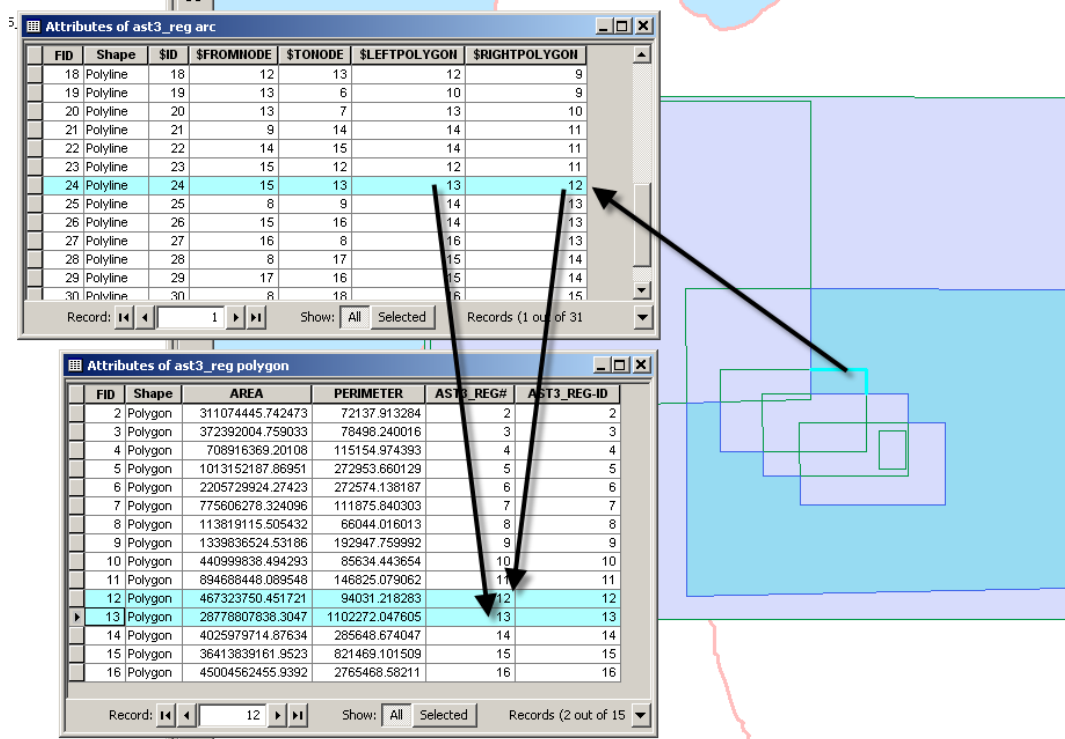 Attributes of ast3_reg arc
FID Shape $ID $FROMNODE $TONODE $LEFTPOLYGON $RIGHTPOLYGON
18 Polyline 18 12 13 12 9
19 Polyline 19 13 6 10 9
20 Polyline 20 13 7 13 10
21 Polyline 21 9 14 14 11
22 Polyline 22 14 15 14 11
23 Polyline 23 15 12 12 11
24 Polyline 24 15 13 13 12
25 Polyline 25 8 9 14 13
26 Polyline 26 15 16 14 13
27 Polyline 27 16 8 16 13
28 Polyline 28 8 17 15 14
29 Polyline 29 17 16 15 14
30 Polyline 30 8 18 16 15
Record: 1 Show: All Selected Records (1 out of 31
Attributes of ast3_reg polygon
FID Shape AREA PERIMETER AST3_REG# AST3_REG-ID
2 Polygon 311074445.742473 72137.913284 2 2
3 Polygon 372392004.759033 78498.240016 3 3
4 Polygon 708916369.20108 115154.974393 4 4
5 Polygon 1013152187.86951 272953.660129 5 5
6 Polygon 2205729924.27423 272574.138187 6 6
7 Polygon 775606278.324096 111875.840303 7 7
8 Polygon 113819115.505432 66044.016013 8 8
9 Polygon 1339836524.53186 192947.759992 9 9
10 Polygon 440999838.494293 85634.443654 10 10
11 Polygon 894688448.089548 146825.079062 11 11
12 Polygon 467323750.451721 94031.218283 12 12
13 Polygon 28778807838.3047 1102272.047605 13 13
14 Polygon 4025979714.87634 285648.674047 14 14
15 Polygon 36413839161.9523 821469.101509 15 15
16 Polygon 45004562455.9392 2765468.58211 16 16
Record: 12 Show: All Selected Records (2 out of 15